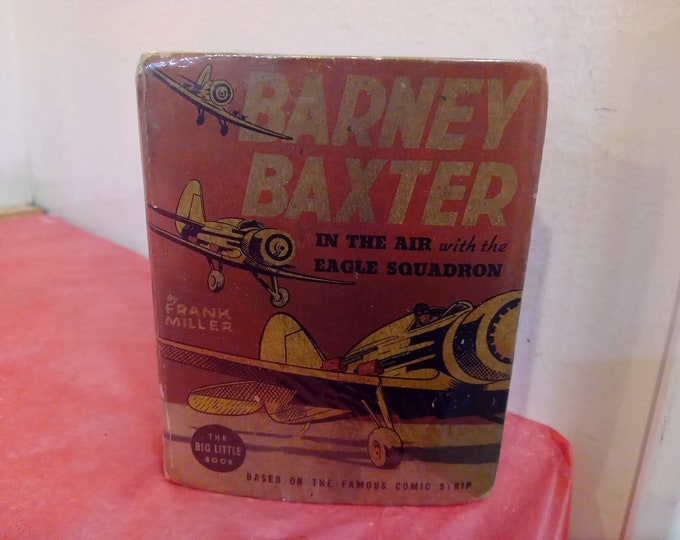 BARNEY
BAXTER
IN THE AIR with the
EAGLE SQUADRON
By
FRANK
MILLER
THE
BIG LITTLE
BOOK
BASED ON THE FAMOUS COMIC STRIP